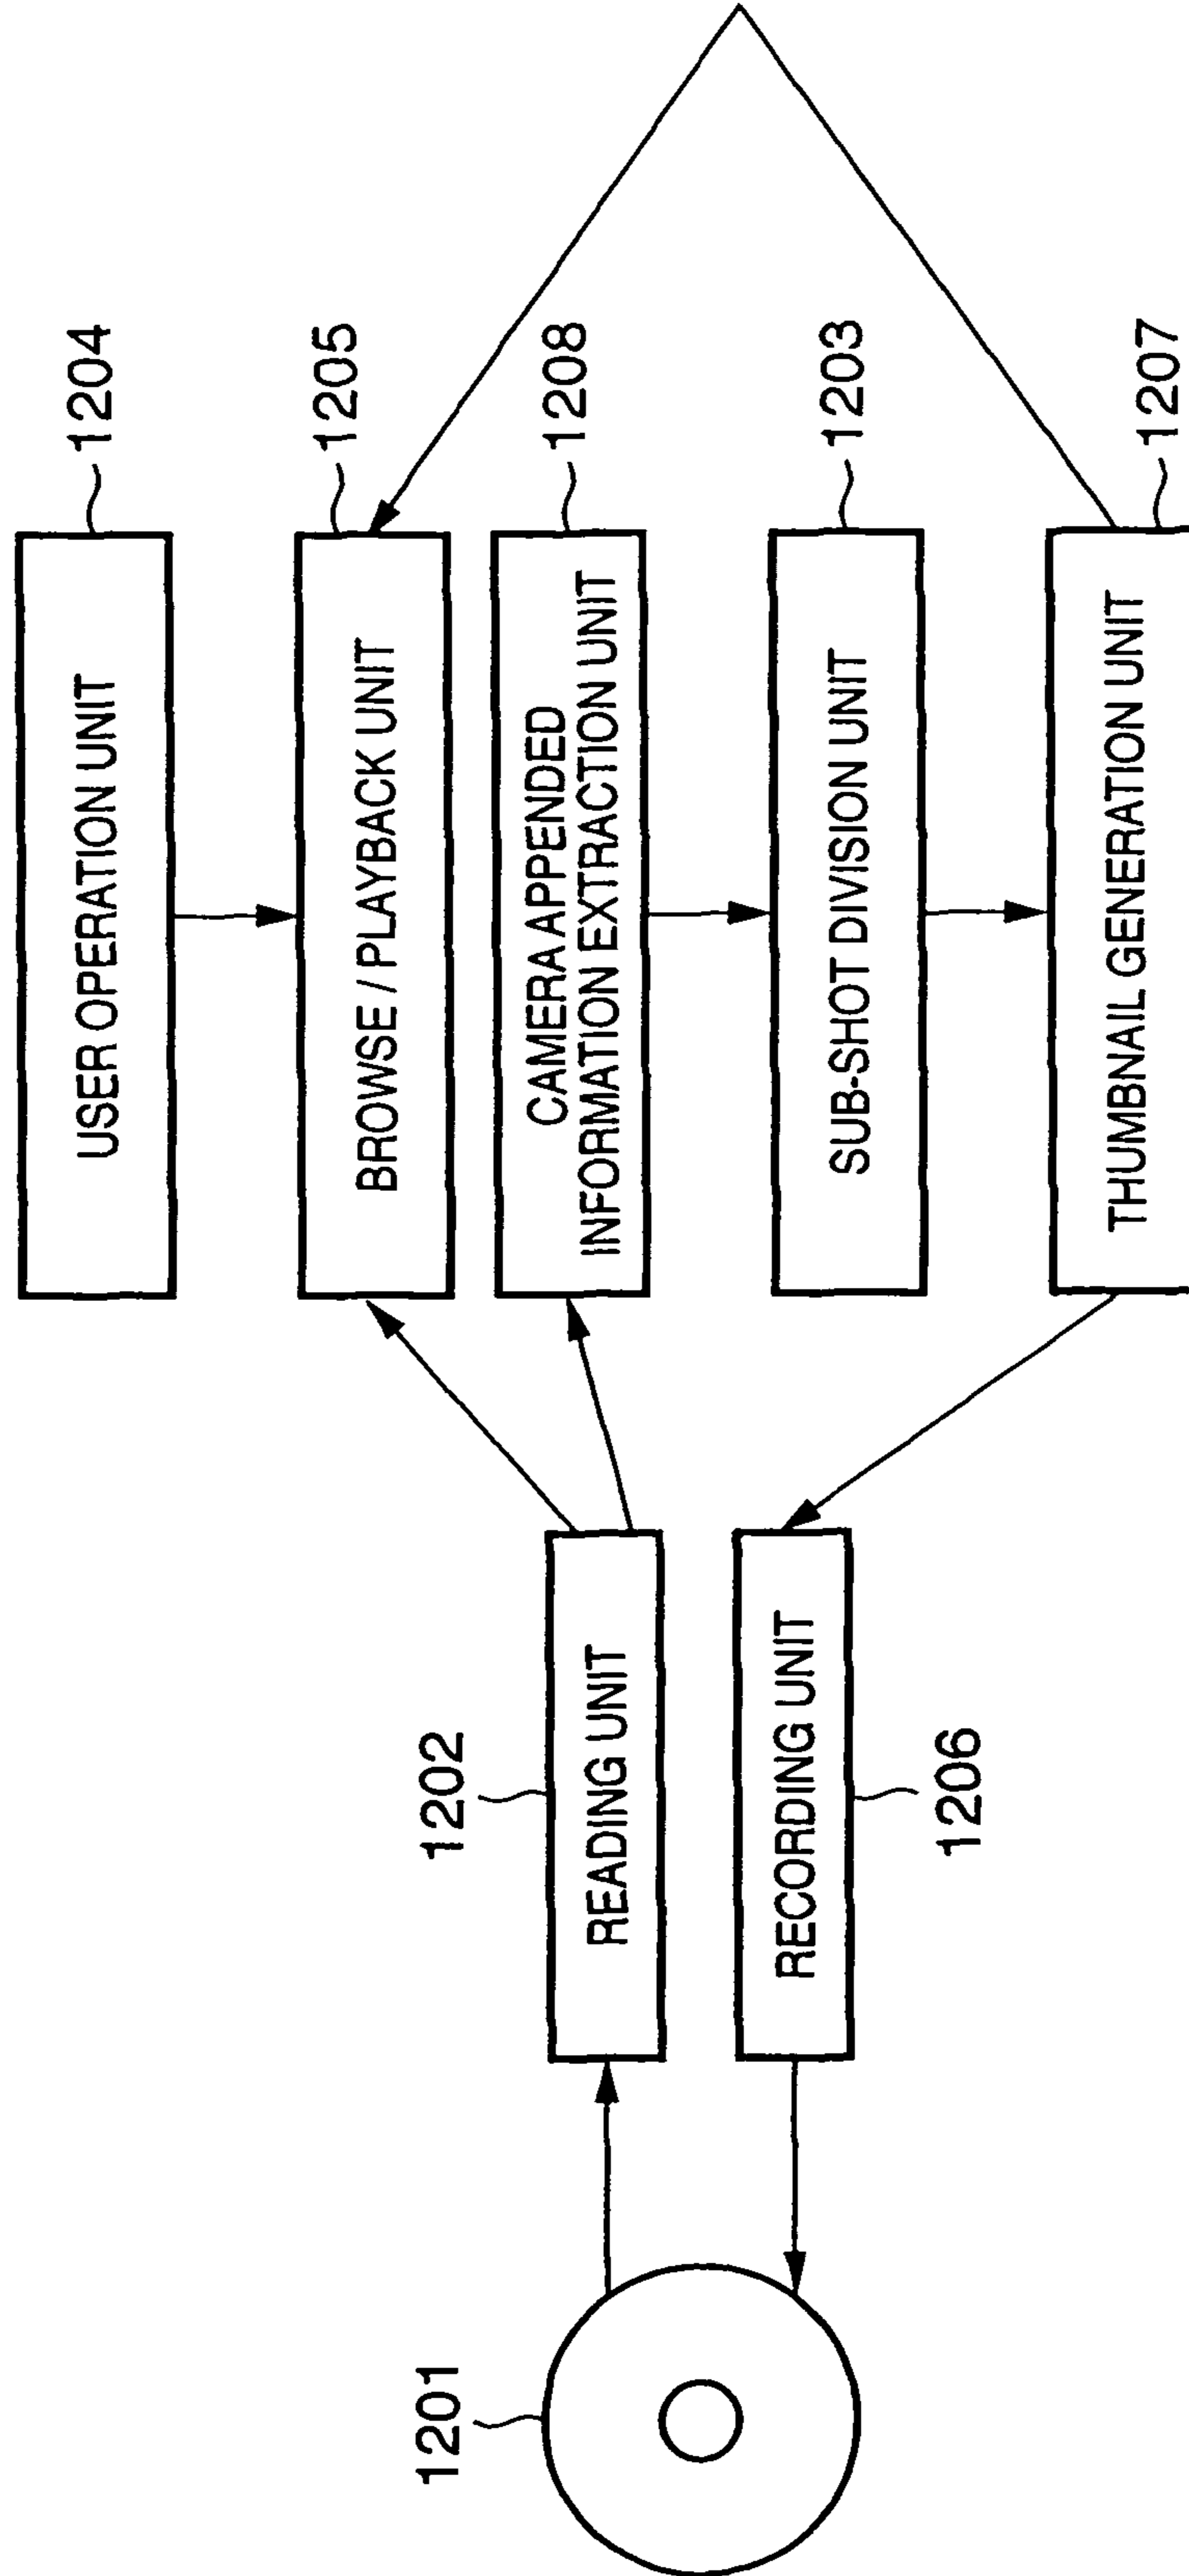 1204
USER OPERATION UNIT
1205
BROWSE / PLAYBACK UNIT
1208
CAMERA APPENDED
INFORMATION EXTRACTION UNIT
1203
SUB-SHOT DIVISION UNIT
1207
THUMBNAIL GENERATION UNIT
1202
READING UNIT
RECORDING UNIT
1206
1201